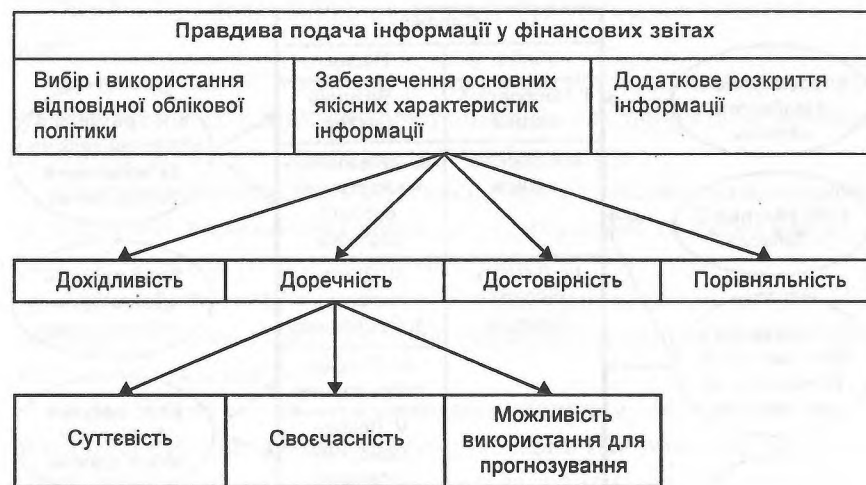 Правдива подача інформації у фінансових звітах
Вибір і використання
відповідної облікової
політики
Забезпечення основних
якісних характеристик
інформації
Додаткове розкриття
інформації
Дохідливість
Доречність
Достовірність
Порівняльність
Суттєвість
Своєчасність
Можливість
використання для
прогнозування